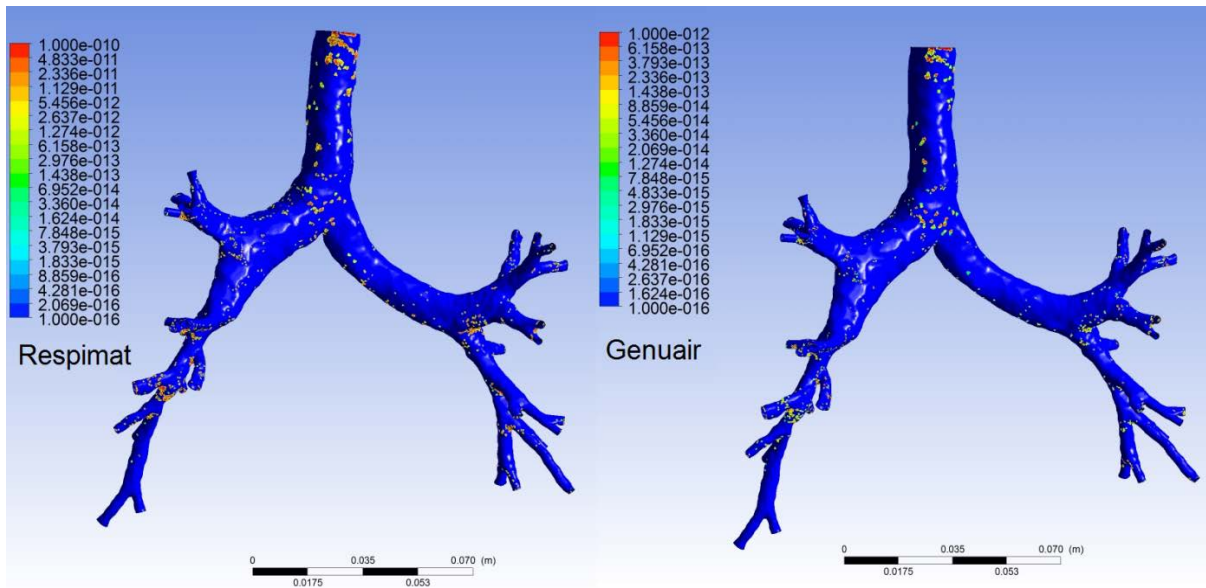 1.000e-010
4.833e-011
2.336e-011
1.129e-011
5.456e-012
2.637e-012
1.274e-012
6.158e-013
2.976e-013
1.438e-013
6.952e-014
3.360e-014
1.624e-014
7.848e-015
3.793e-015
1.833e-015
8.859e-016
4.281e-016
2.069e-016
1.000e-016
Respimat
0 0.035 0.070 (m)
0.0175 0.053
1.000e-012
6.158e-013
3.793e-013
2.336e-013
1.438e-013
8.859e-014
5.456e-014
3.360e-014
2.069e-014
1.274e-014
7.848e-015
4.833e-015
2.976e-015
1.833e-015
1.129e-015
6.952e-016
4.281e-016
2.637e-016
1.624e-016
1.000e-016
Genuair
0 0.035 0.070 (m)
0.0175 0.053